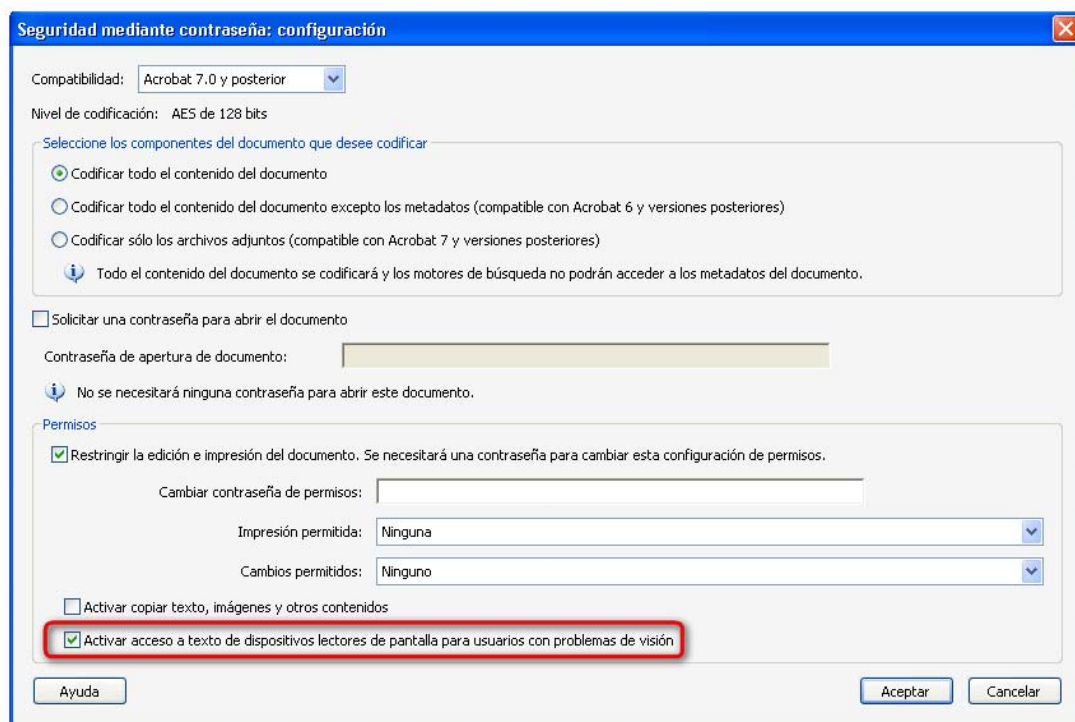 Seguridad mediante contraseña: configuración
Compatibilidad: Acrobat 7.0 y posterior
Nivel de codificación: AES de 128 bits
Seleccione los componentes del documento que desee codificar
Codificar todo el contenido del documento
Codificar todo el contenido del documento excepto los metadatos (compatible con Acrobat 6 y versiones posteriores)
Codificar sólo los archivos adjuntos (compatible con Acrobat 7 y versiones posteriores)
Todo el contenido del documento se codificará y los motores de búsqueda no podrán acceder a los metadatos del documento.
Solicitar una contraseña para abrir el documento
Contraseña de apertura de documento:
No se necesitará ninguna contraseña para abrir este documento.
Permisos
Restringir la edición e impresión del documento. Se necesitará una contraseña para cambiar esta configuración de permisos.
Cambiar contraseña de permisos:
Impresión permitida: Ninguna
Cambios permitidos: Ninguno
Activar copiar texto, imágenes y otros contenidos
Activar acceso a texto de dispositivos lectores de pantalla para usuarios con problemas de visión
Ayuda Aceptar Cancelar